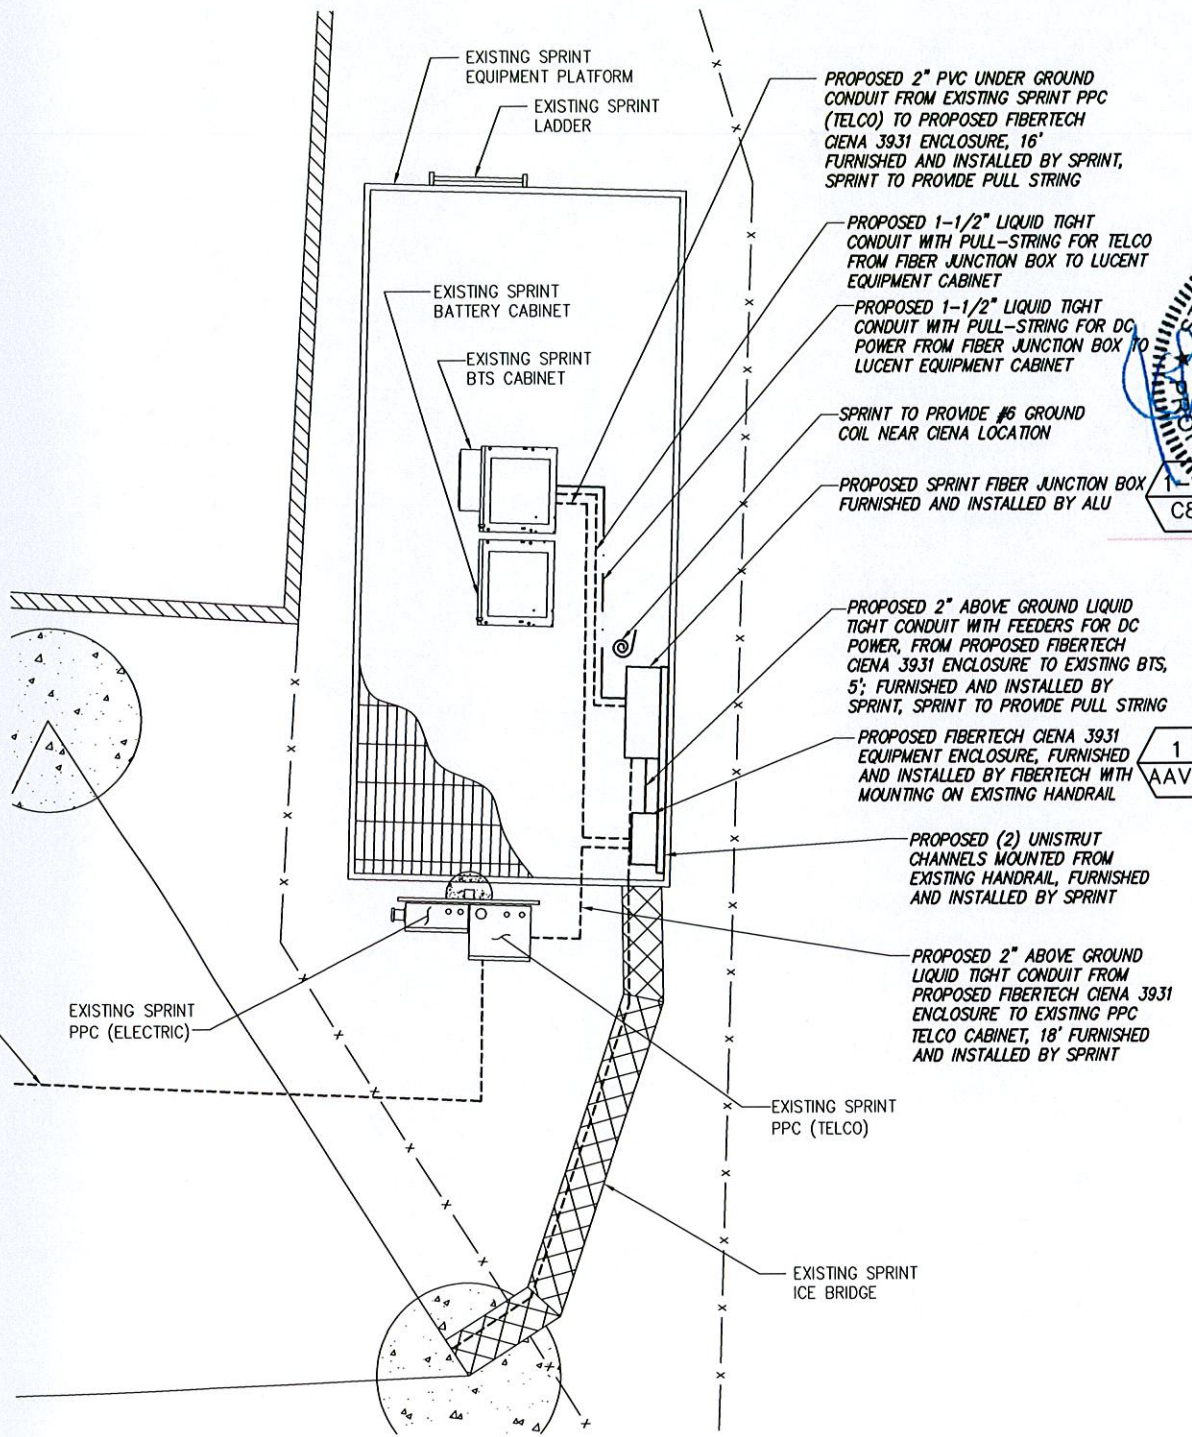 EXISTING SPRINT
EQUIPMENT PLATFORM
EXISTING SPRINT
LADDER
PROPOSED 2" PVC UNDER GROUND
CONDUIT FROM EXISTING SPRINT PPC
(TELCO) TO PROPOSED FIBERTECH
CIENA 3931 ENCLOSURE, 16'
FURNISHED AND INSTALLED BY SPRINT,
SPRINT TO PROVIDE PULL STRING
PROPOSED 1-1/2" LIQUID TIGHT
CONDUIT WITH PULL-STRING FOR TELCO
FROM FIBER JUNCTION BOX TO LUCENT
EQUIPMENT CABINET
EXISTING SPRINT
BATTERY CABINET
PROPOSED 1-1/2" LIQUID TIGHT
CONDUIT WITH PULL-STRING FOR DC
POWER FROM FIBER JUNCTION BOX TO
LUCENT EQUIPMENT CABINET
EXISTING SPRINT
BTS CABINET
SPRINT TO PROVIDE #6 GROUND
COIL NEAR CIENA LOCATION
PROPOSED SPRINT FIBER JUNCTION BOX
FURNISHED AND INSTALLED BY ALU
PROPOSED 2" ABOVE GROUND LIQUID
TIGHT CONDUIT WITH FEEDERS FOR DC
POWER, FROM PROPOSED FIBERTECH
CIENA 3931 ENCLOSURE TO EXISTING BTS,
5'; FURNISHED AND INSTALLED BY
SPRINT, SPRINT TO PROVIDE PULL STRING
PROPOSED FIBERTECH CIENA 3931
EQUIPMENT ENCLOSURE, FURNISHED
AND INSTALLED BY FIBERTECH WITH
MOUNTING ON EXISTING HANDRAIL
1
AAV
PROPOSED (2) UNISTRUT
CHANNELS MOUNTED FROM
EXISTING HANDRAIL, FURNISHED
AND INSTALLED BY SPRINT
PROPOSED 2" ABOVE GROUND
LIQUID TIGHT CONDUIT FROM
PROPOSED FIBERTECH CIENA 3931
ENCLOSURE TO EXISTING PPC
TELCO CABINET, 18' FURNISHED
AND INSTALLED BY SPRINT
EXISTING SPRINT
PPC (ELECTRIC)
EXISTING SPRINT
PPC (TELCO)
EXISTING SPRINT
ICE BRIDGE